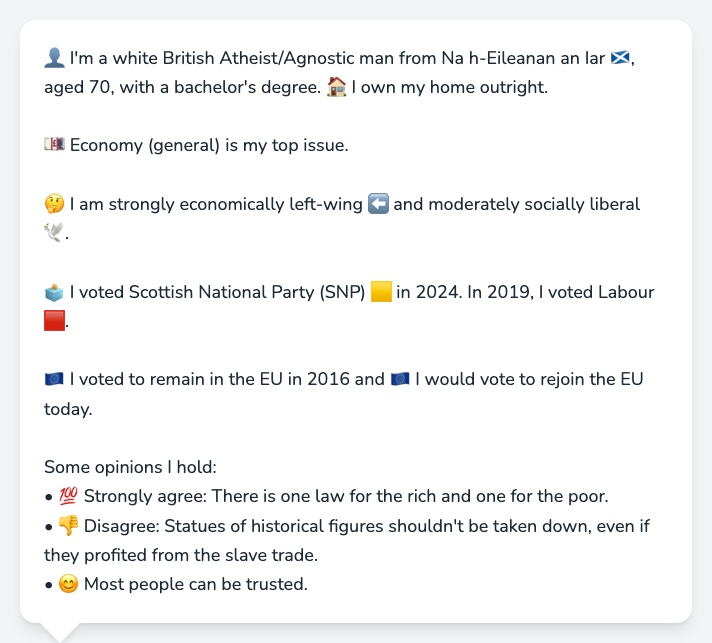 👤 I'm a white British Atheist/Agnostic man from Na h-Eileanan an Iar 🏴󠁧󠁢󠁳󠁣󠁴󠁿,
aged 70, with a bachelor's degree. 🏠 I own my home outright.
💷 Economy (general) is my top issue.
🤔 I am strongly economically left-wing ⬅️ and moderately socially liberal
🕊️.
🗳️ I voted Scottish National Party (SNP) 🟨 in 2024. In 2019, I voted Labour
🟥.
🇪🇺 I voted to remain in the EU in 2016 and 🇪🇺 I would vote to rejoin the EU
today.
Some opinions I hold:
• 💯 Strongly agree: There is one law for the rich and one for the poor.
• 👎 Disagree: Statues of historical figures shouldn't be taken down, even if
they profited from the slave trade.
• 😊 Most people can be trusted.